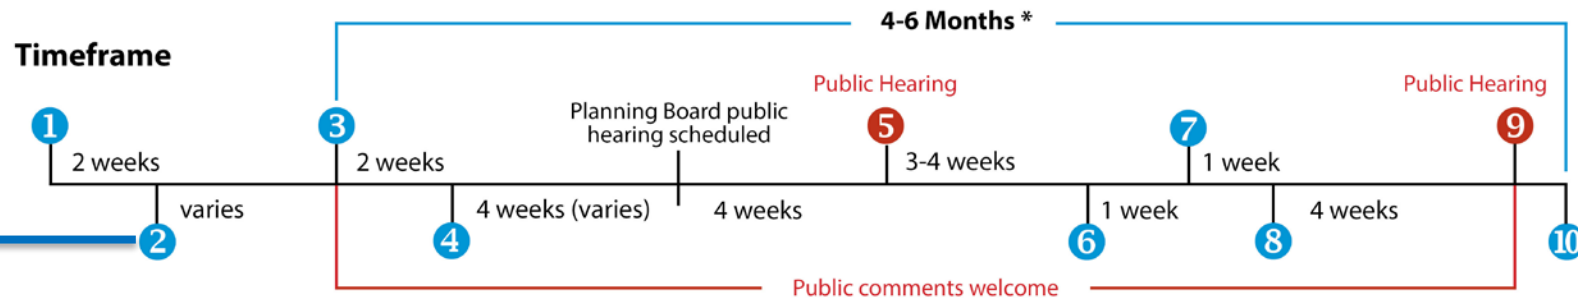 4-6 Months *
Timeframe
Public Hearing
Public Hearing
Planning Board public
hearing scheduled
1
3
5
7
9
2 weeks
2 weeks
3-4 weeks
1 week
varies
4 weeks (varies)
4 weeks
1 week
4 weeks
2
4
6
8
10
Public comments welcome